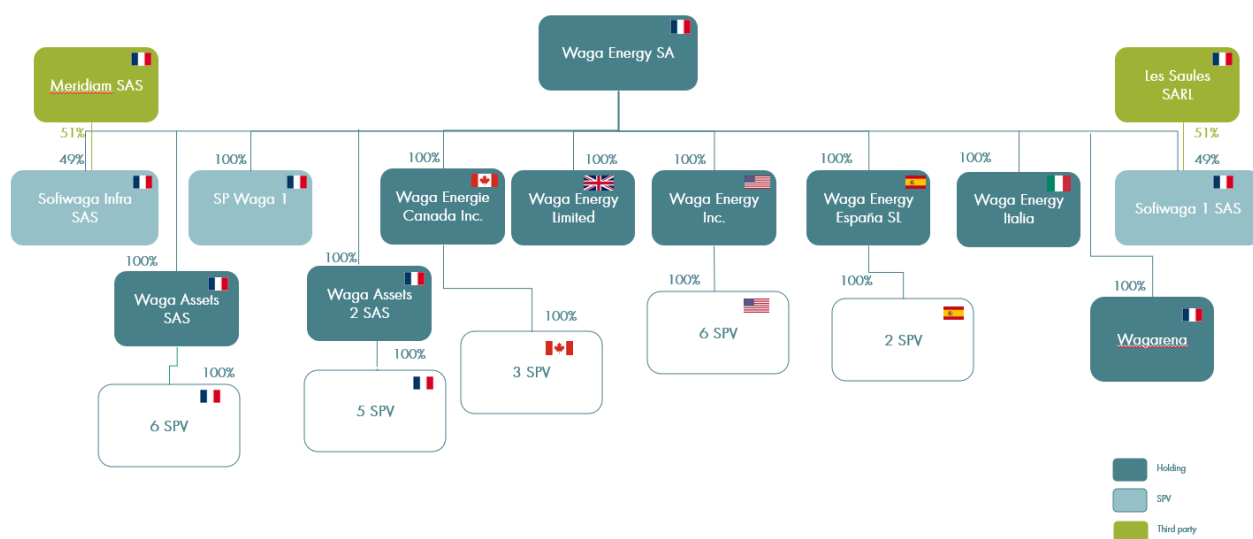 Waga Energy SA
Meridiam SAS
Les Saules
SARL
51%
51%
49%
100%
100%
100%
100%
100%
100%
49%
Sofiwaga Infra
SAS
SP Waga 1
Waga Energie
Canada Inc.
Waga Energy
Limited
Waga Energy
Inc.
Waga Energy
España SL
Waga Energy
Italia
Sofiwaga 1 SAS
100%
100%
100%
100%
100%
Waga Assets
SAS
Waga Assets
2 SAS
6 SPV
2 SPV
Wagarena
100%
100%
100%
3 SPV
6 SPV
5 SPV
Holding
SPV
Third party